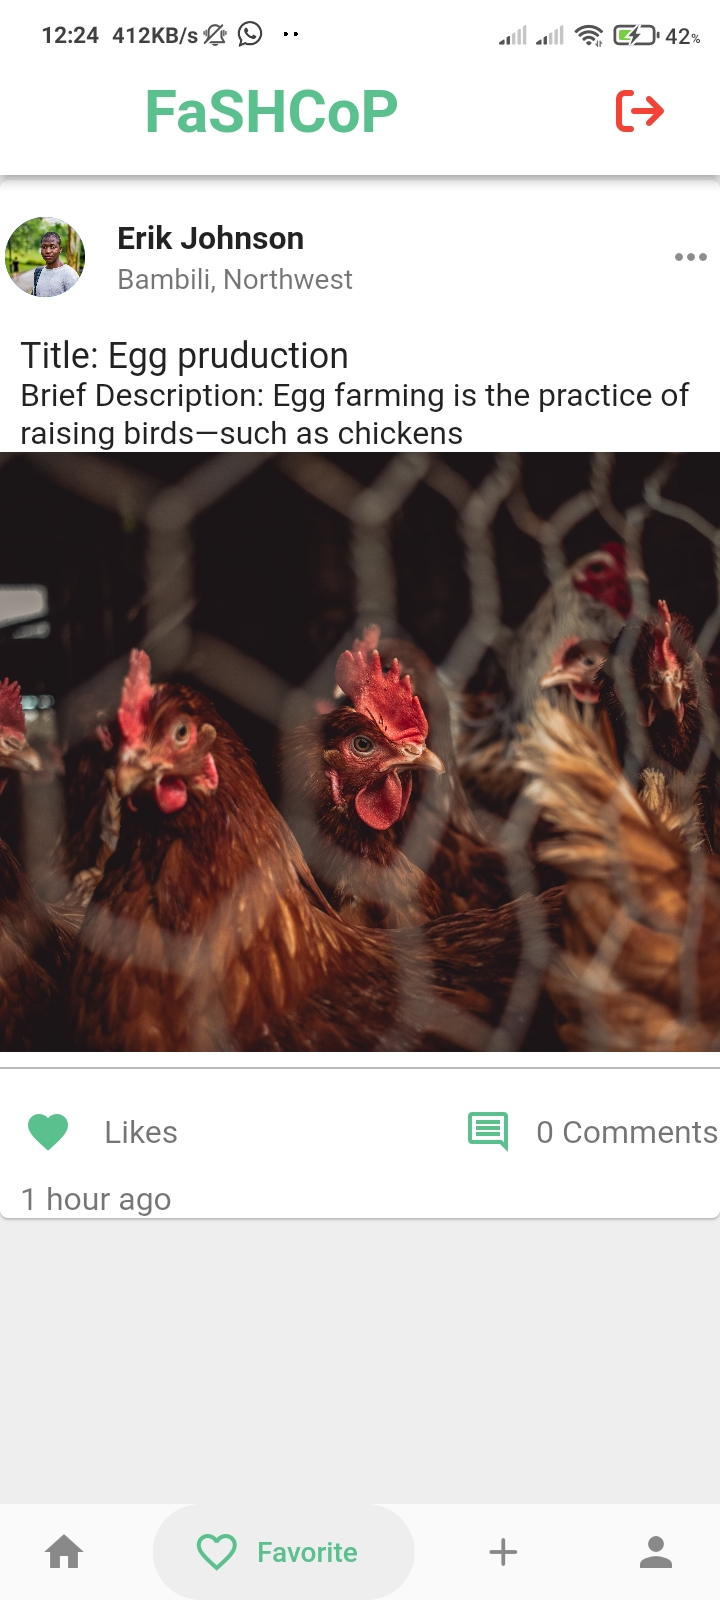 12:24 412KB/s 42%
FaSHCoP
Erik Johnson
Bambili, Northwest
Title: Egg pruduction
Brief Description: Egg farming is the practice of
raising birds—such as chickens
Likes 0 Comments
1 hour ago
Favorite